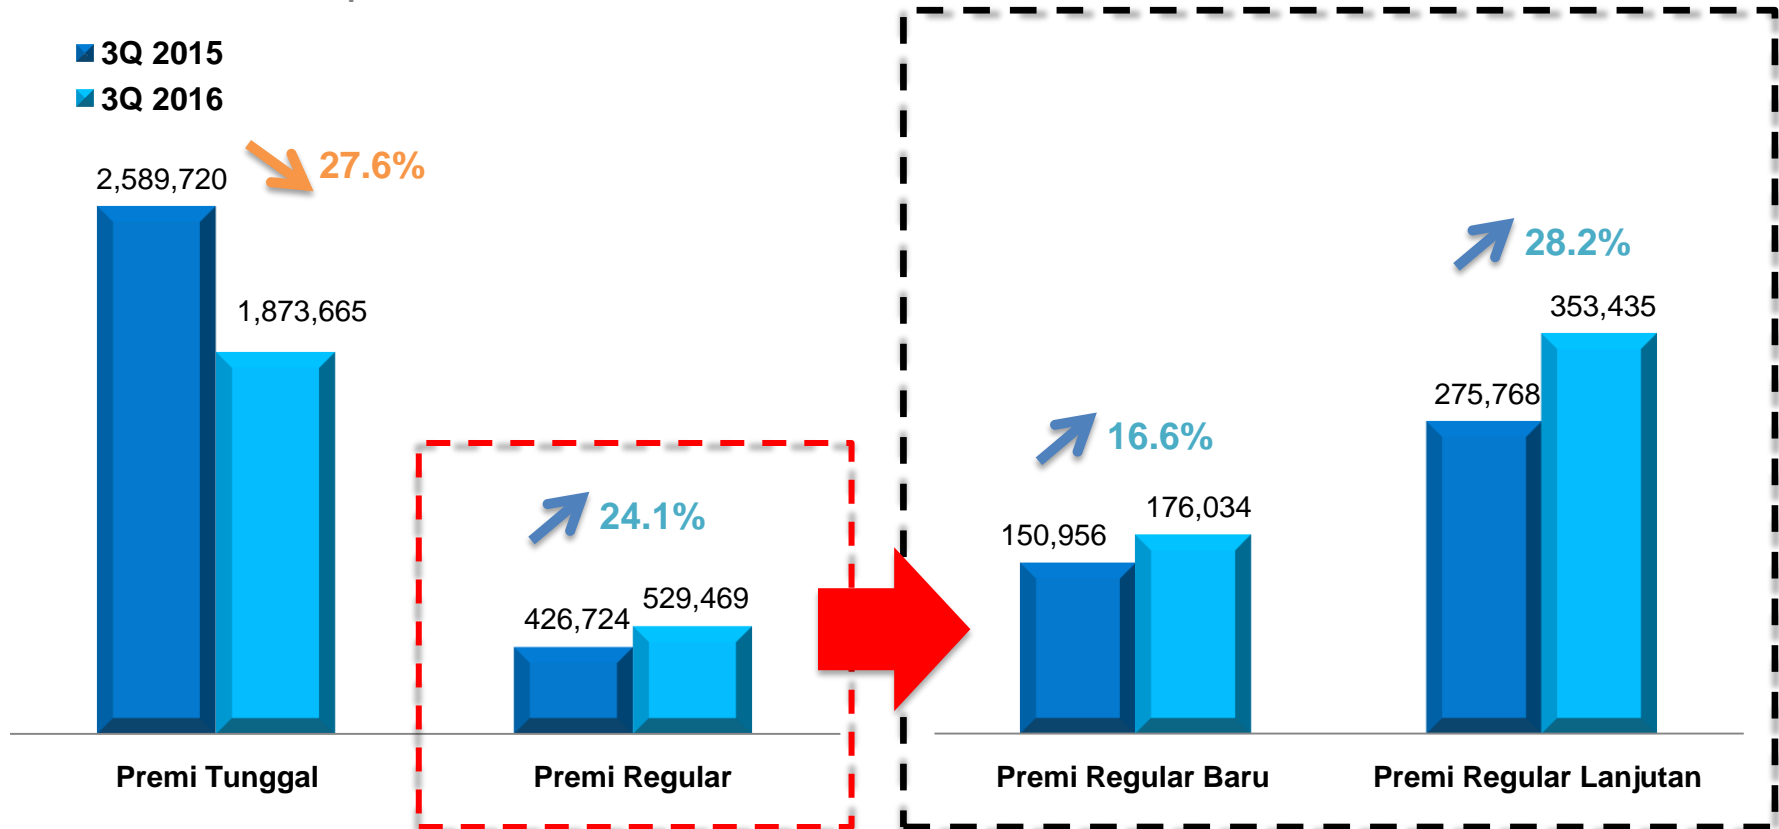 3Q 2015
3Q 2016
27.6%
2,589,720
1,873,665
24.1%
426,724
529,469
Premi Tunggal
Premi Regular
16.6%
150,956
176,034
28.2%
275,768
353,435
Premi Regular Baru
Premi Regular Lanjutan